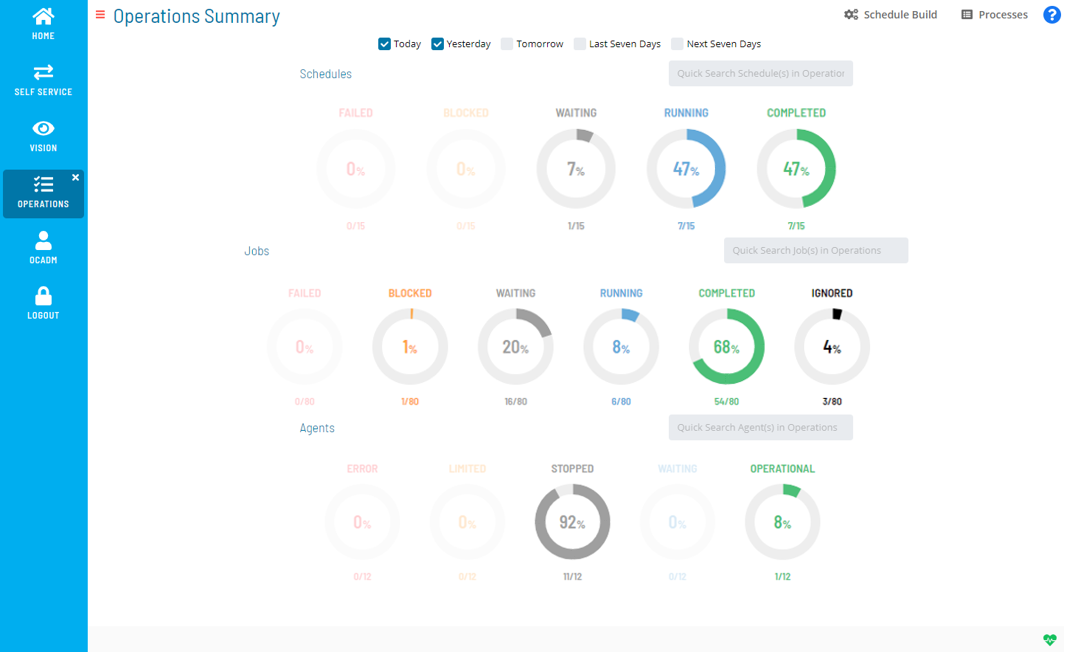 Operations Summary
Schedule Build
Processes
?
HOME
SELF SERVICE
VISION
OPERATIONS
OCADM
LOGOUT
Today
Yesterday
Tomorrow
Last Seven Days
Next Seven Days
Schedules
Quick Search Schedule(s) in Operation
FAILED
BLOCKED
WAITING
RUNNING
COMPLETED
0%
0%
7%
47%
47%
0/15
0/15
1/15
7/15
7/15
Jobs
Quick Search Job(s) in Operations
FAILED
BLOCKED
WAITING
RUNNING
COMPLETED
IGNORED
0%
1%
20%
8%
68%
4%
0/80
1/80
16/80
6/80
54/80
3/80
Agents
Quick Search Agent(s) in Operations
ERROR
LIMITED
STOPPED
WAITING
OPERATIONAL
0%
0%
92%
0%
8%
0/12
0/12
11/12
0/12
1/12